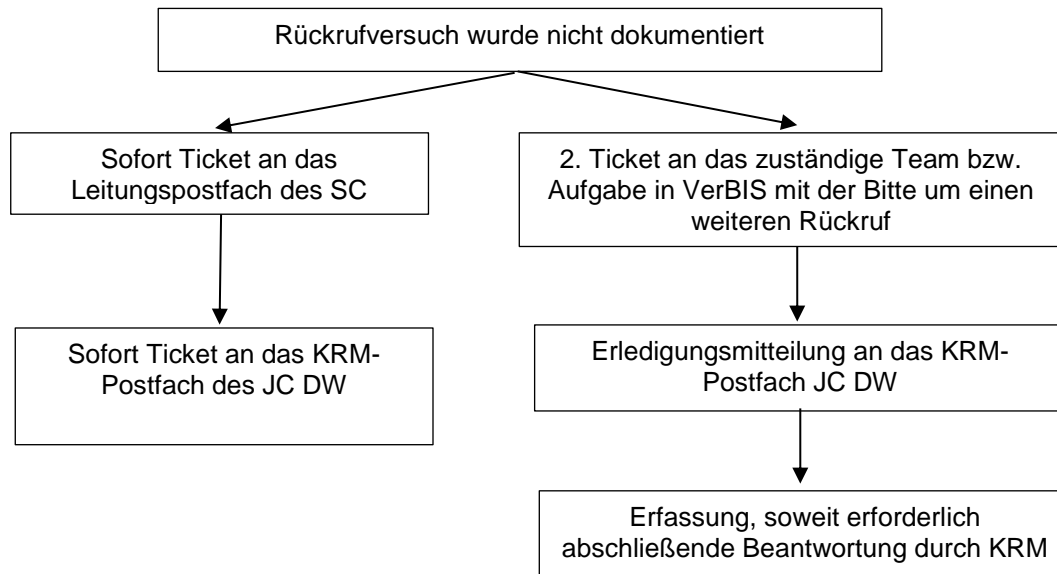 Rückrufversuch wurde nicht dokumentiert
Sofort Ticket an das
Leitungspostfach des SC
2. Ticket an das zuständige Team bzw.
Aufgabe in VerBIS mit der Bitte um einen
weiteren Rückruf
Sofort Ticket an das KRM-
Postfach des JC DW
Erledigungsmitteilung an das KRM-
Postfach JC DW
Erfassung, soweit erforderlich
abschließende Beantwortung durch KRM